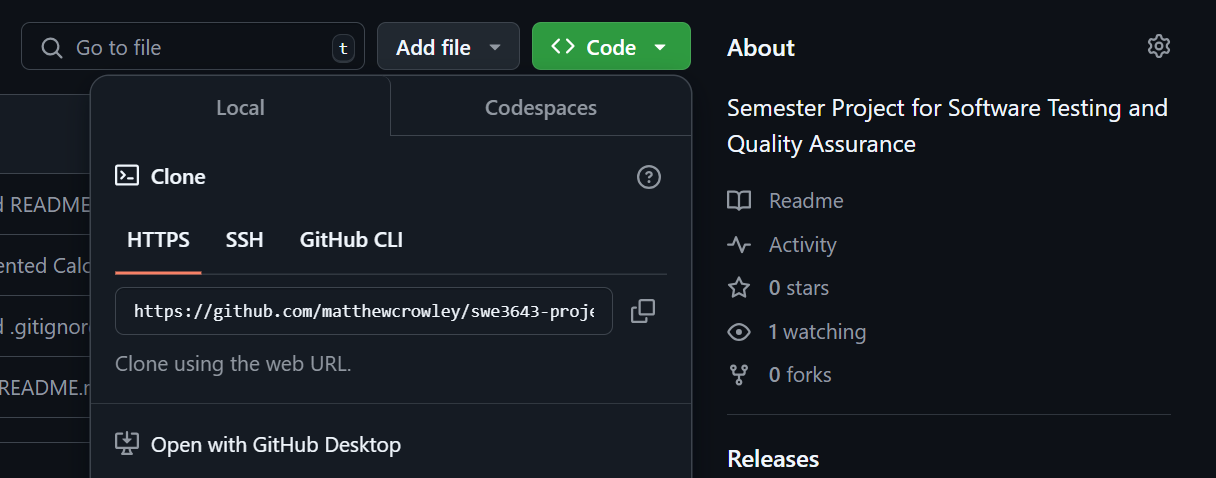 Go to file
t
Add file
Code
About
Local
Codespaces
Semester Project for Software Testing and
Quality Assurance
Clone
README
HTTPS
SSH
GitHub CLI
.gitignor
https://github.com/matthewcrowley/swe3643-proje
README.
Clone using the web URL.
Open with GitHub Desktop
Readme
Activity
0 stars
1 watching
0 forks
Releases